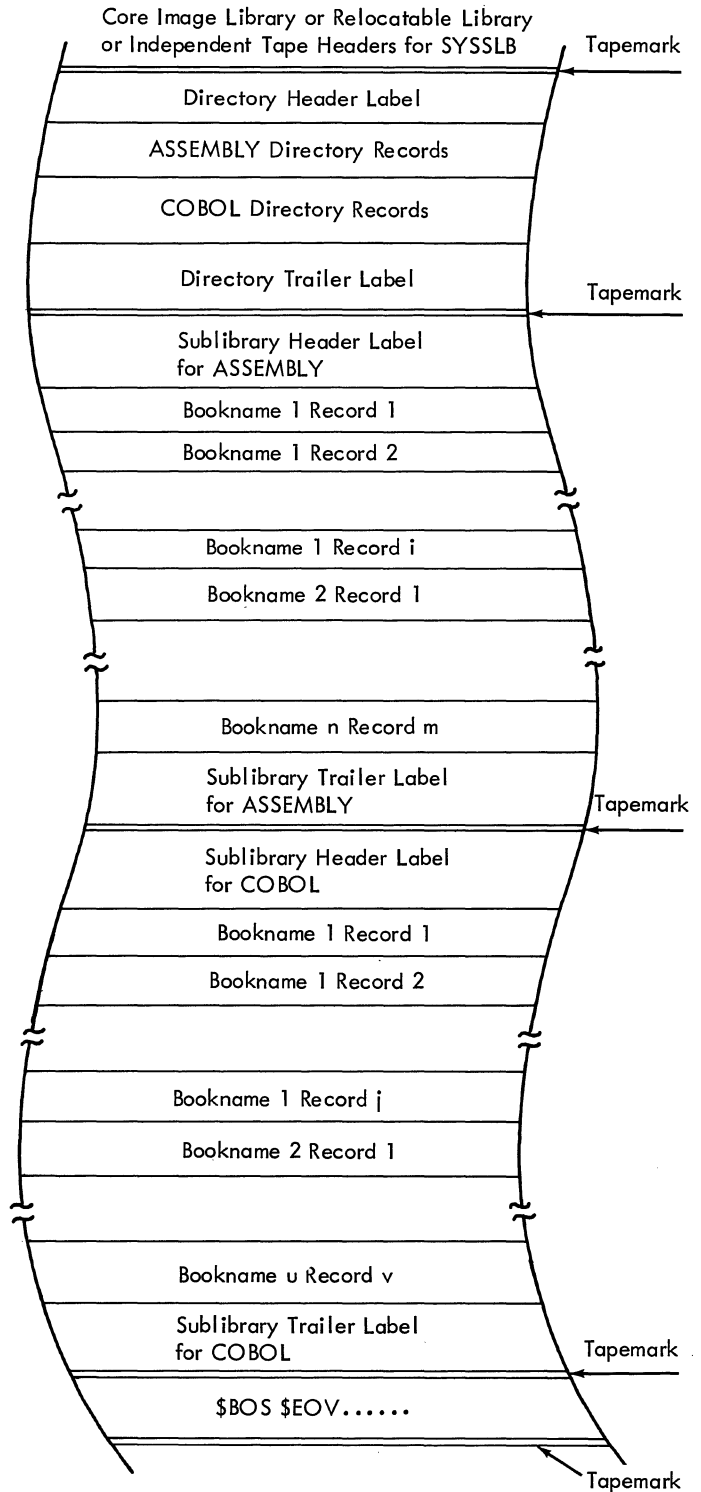 Core Image Library or Relocatable Library
or Independent Tape Headers for SYSSLB
Tapemark
Directory Header Label
ASSEMBLY Directory Records
COBOL Directory Records
Directory Trailer Label
Tapemark
Sublibrary Header Label
for ASSEMBLY
Bookname 1 Record 1
Bookname 1 Record 2
Bookname 1 Record i
Bookname 2 Record 1
Bookname n Record m
Sublibrary Trailer Label
for ASSEMBLY
Tapemark
Sublibrary Header Label
for COBOL
Bookname 1 Record 1
Bookname 1 Record 2
Bookname 1 Record j
Bookname 2 Record 1
Bookname u Record v
Sublibrary Trailer Label
for COBOL
Tapemark
$BOS $EOV......
Tapemark